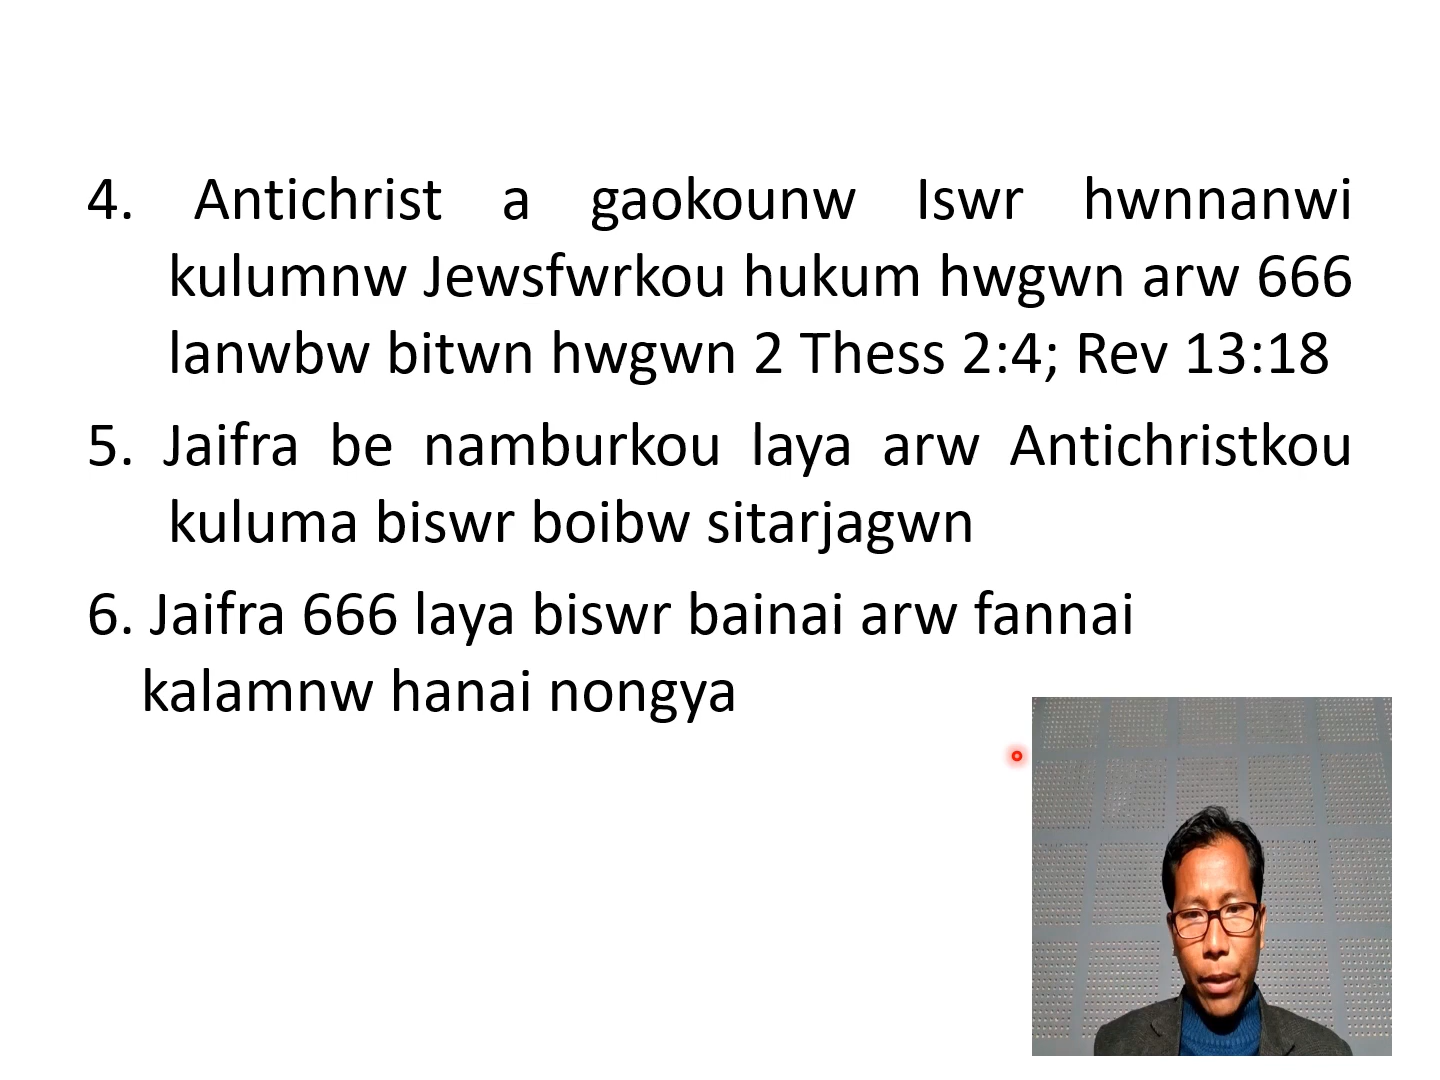 4. Antichrist a gaokounw Iswr hwnnanwi
kulumnw Jewsfwrkou hukum hwgwn arw 666
lanwbw bitwn hwgwn 2 Thess 2:4; Rev 13:18
5. Jaifra be namburkou laya arw Antichristkou
kuluma biswr boibw sitarjagwn
6. Jaifra 666 laya biswr bainai arw fannai
kalamnw hanai nongya